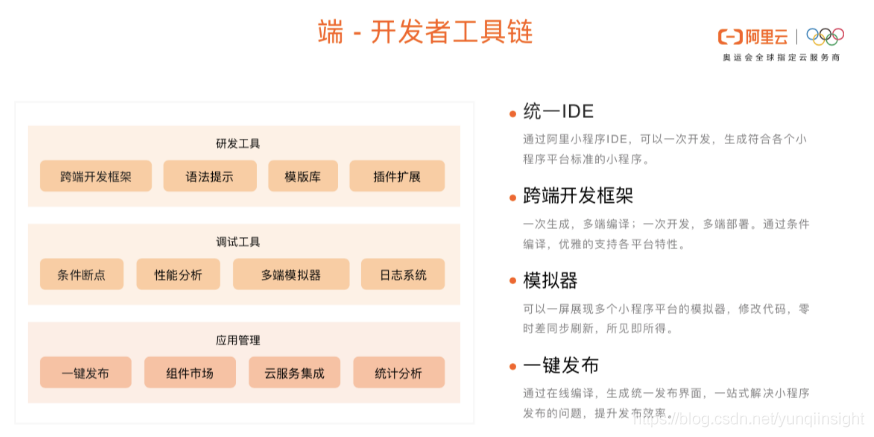 端 - 开发者工具链
阿里云
奥运会全球指定云服务商
研发工具
跨端开发框架 语法提示 模版库 插件扩展
调试工具
条件断点 性能分析 多端模拟器 日志系统
应用管理
一键发布 组件市场 云服务集成 统计分析
统一IDE
通过阿里小程序IDE，可以一次开发，生成符合各个小
程序平台标准的小程序。
跨端开发框架
一次生成，多端编译；一次开发，多端部署。通过条件
编译，优雅的支持各平台特性。
模拟器
可以一屏展现多个小程序平台的模拟器，修改代码，零
时差同步刷新，所见即所得。
一键发布
通过在线编译，生成统一发布界面，一站式解决小程序
发布的问题，提升发布效率。
https://blog.csdn.net/yunqiinsight